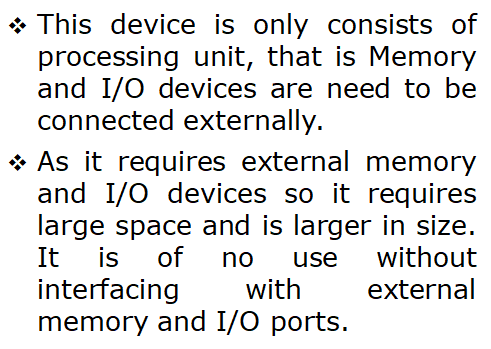 ❖ This device is only consists of
processing unit, that is Memory
and I/O devices are need to be
connected externally.
❖ As it requires external memory
and I/O devices so it requires
large space and is larger in size.
It is of no use without
interfacing with external
memory and I/O ports.